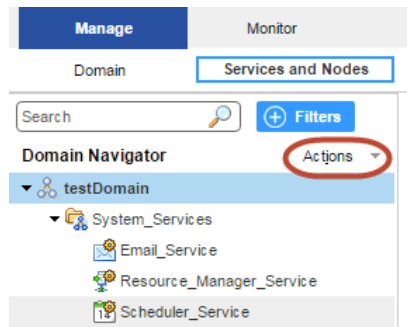 Manage Monitor
Domain Services and Nodes
Search Filters
Domain Navigator Actions
testDomain
System_Services
Email_Service
Resource_Manager_Service
Scheduler_Service